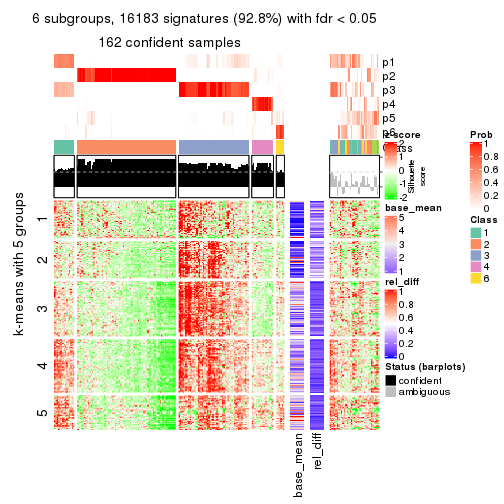 6 subgroups, 16183 signatures (92.8%) with fdr < 0.05
162 confident samples
p1
p2
p3
p4
p5
p6
Class
z-score
2
1
0
-1
-2
Silhouette
score
Prob
1
0.8
0.6
0.4
0.2
0
Class
1
2
3
4
6
base_mean
5
4
3
2
1
rel_diff
1
0.8
0.6
0.4
0.2
0
Status (barplots)
confident
ambiguous
k-means with 5 groups
1
2
3
4
5
base_mean
rel_diff